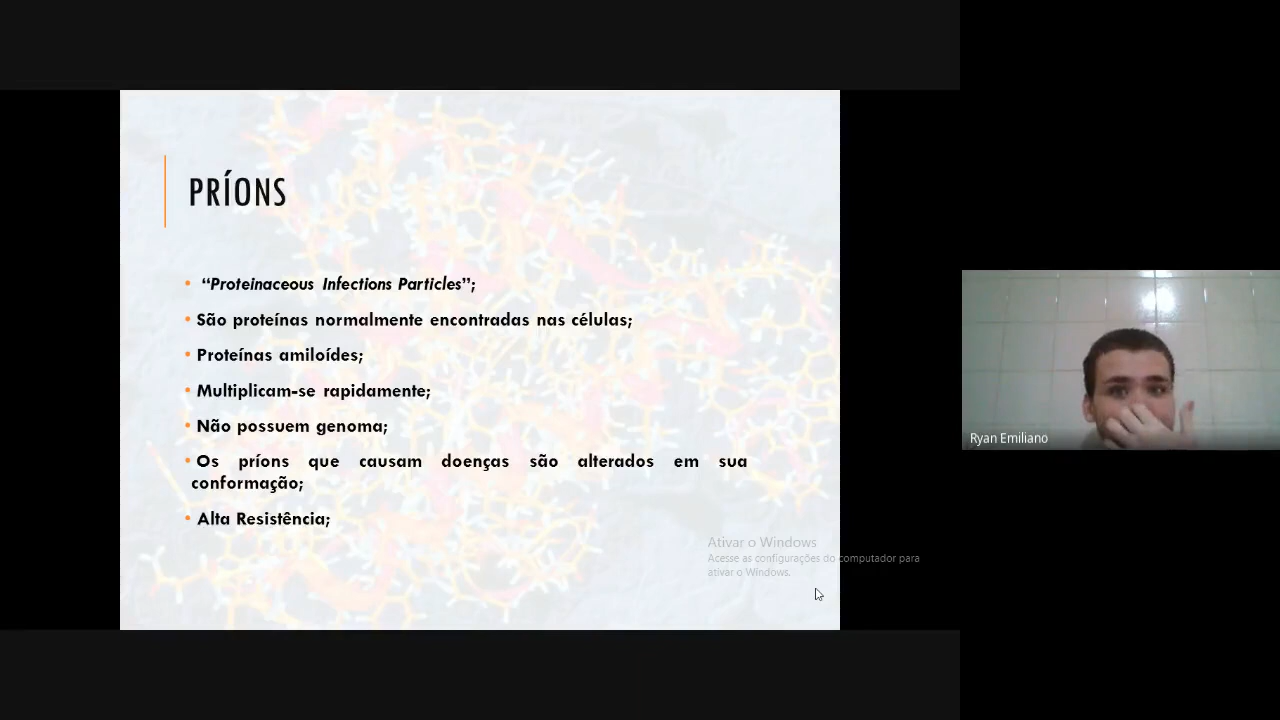 PRÍONS
• “Proteinaceous Infections Particles”;
• São proteínas normalmente encontradas nas células;
• Proteínas amiloídes;
• Multiplicam-se rapidamente;
• Não possuem genoma;
• Os príons que causam doenças são alterados em sua
conformação;
• Alta Resistência;
Ativar o Windows
Acesse as configurações do computador para
ativar o Windows.
Ryan Emiliano